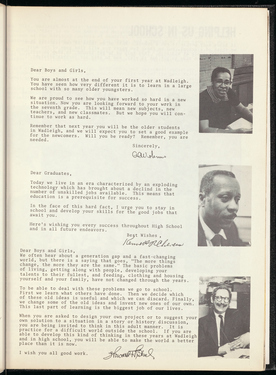 Dear Boys and Girls,
You are almost at the end of your first year at Wadleigh.
You have seen how very different it is to learn in a large
school with so many older youngsters.
We are proud to see how you have worked so hard in a new
situation. Now you are looking forward to your work in
the seventh grade. This will mean new subjects, new
teachers, and new classmates. But we hope you will con-
tinue to work as hard.
Remember that next year you will be the older students
in Wadleigh, and we will expect you to set a good example
for the newcomers. Will you be ready? Remember, you are
needed.
Sincerely,
Dear Graduates,
Today we live in an era characterized by an exploding
technology which has brought about a decline in the
number of unskilled jobs available. This means that
education is a prerequisite for success.
In the face of this hard fact, I urge you to stay in
school and develop your skills for the good jobs that
await you.
Here's wishing you every success throughout High School
and in all future endeavors.
Best Wishes,
Dear Boys and Girls,
We often hear about a generation gap and a fast-changing
world, but there is a saying that goes, "The more things
change, the more they are the same." The basic problems
of living, getting along with people, developing your
talents to their fullest, and feeding, clothing and housing
yourself and your family, have not changed through the years.
To be able to deal with these problems we go to school.
First we learn what others have done. Then we decide which
of these old ideas is useful and which we can discard. Finally,
we change some of the old ideas and invent new ones of our own.
This last part of learning is the biggest job of our lives.
When you are asked to design your own project or to suggest your
own solution to a situation in a story or history discussion,
you are being invited to think in this adult manner. It is
practice for a different world outside the school. If you are
able to develop this kind of thinking in their years at Wadleigh
and in high school, you will be able to make the world a better
place that it is now.
I wish you all good work.